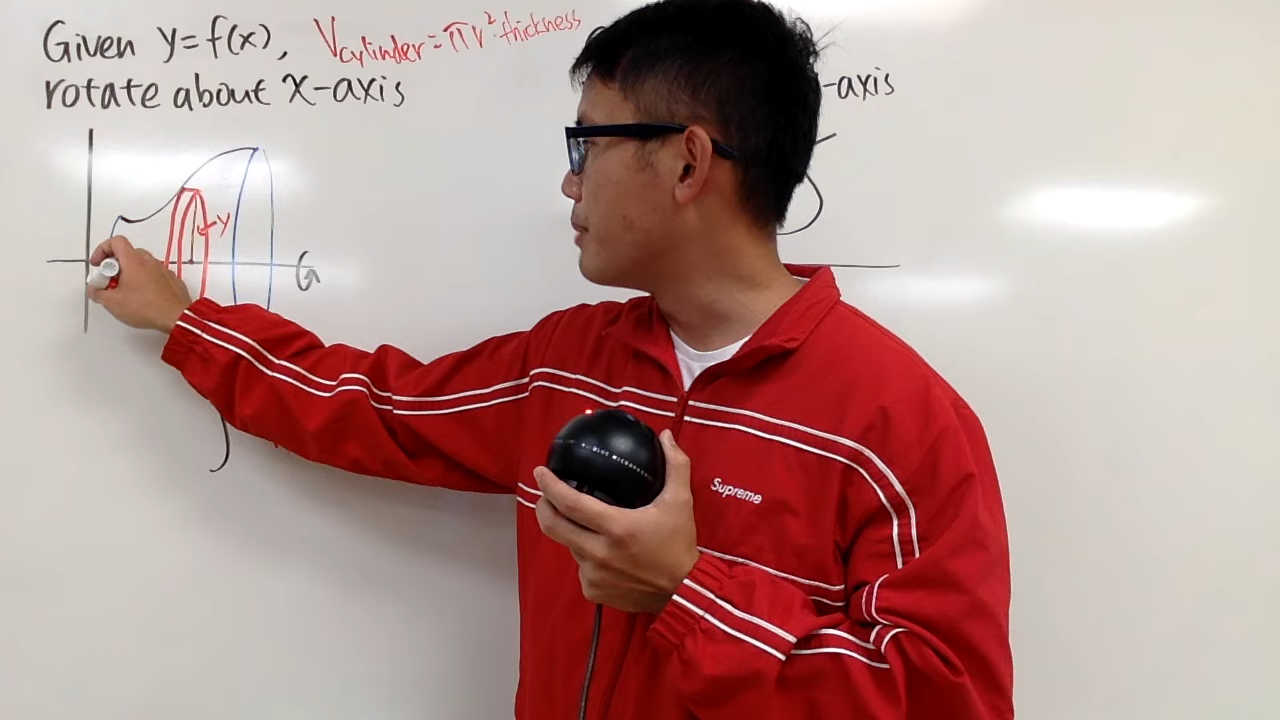 Given y=f(x), V_cylinder = πr²·thickness
rotate about x-axis
-axis
y
Supreme